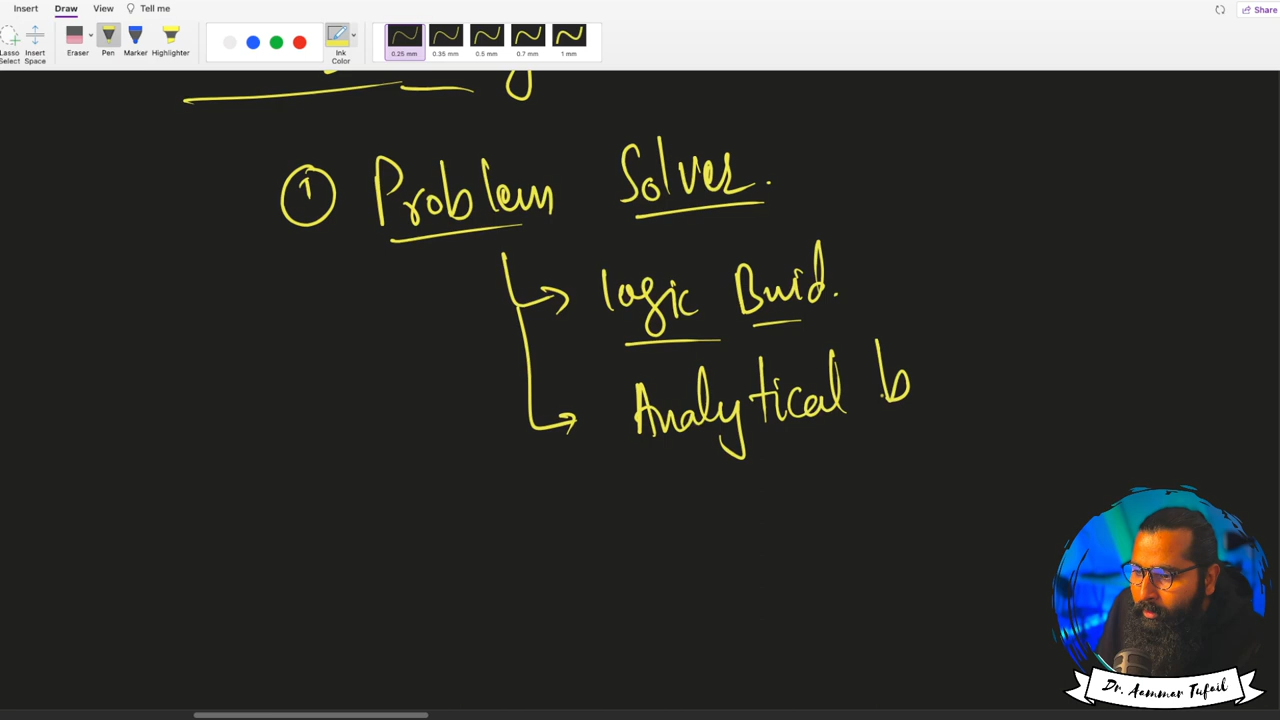 Insert Draw View Tell me
Share
Lasso Select Insert Space Eraser Pen Marker Highlighter Ink Color 0.25 mm 0.35 mm 0.5 mm 0.7 mm 1 mm
① Problem Solver.
logic Buid.
Analytical b
Dr. Aammar Tufail